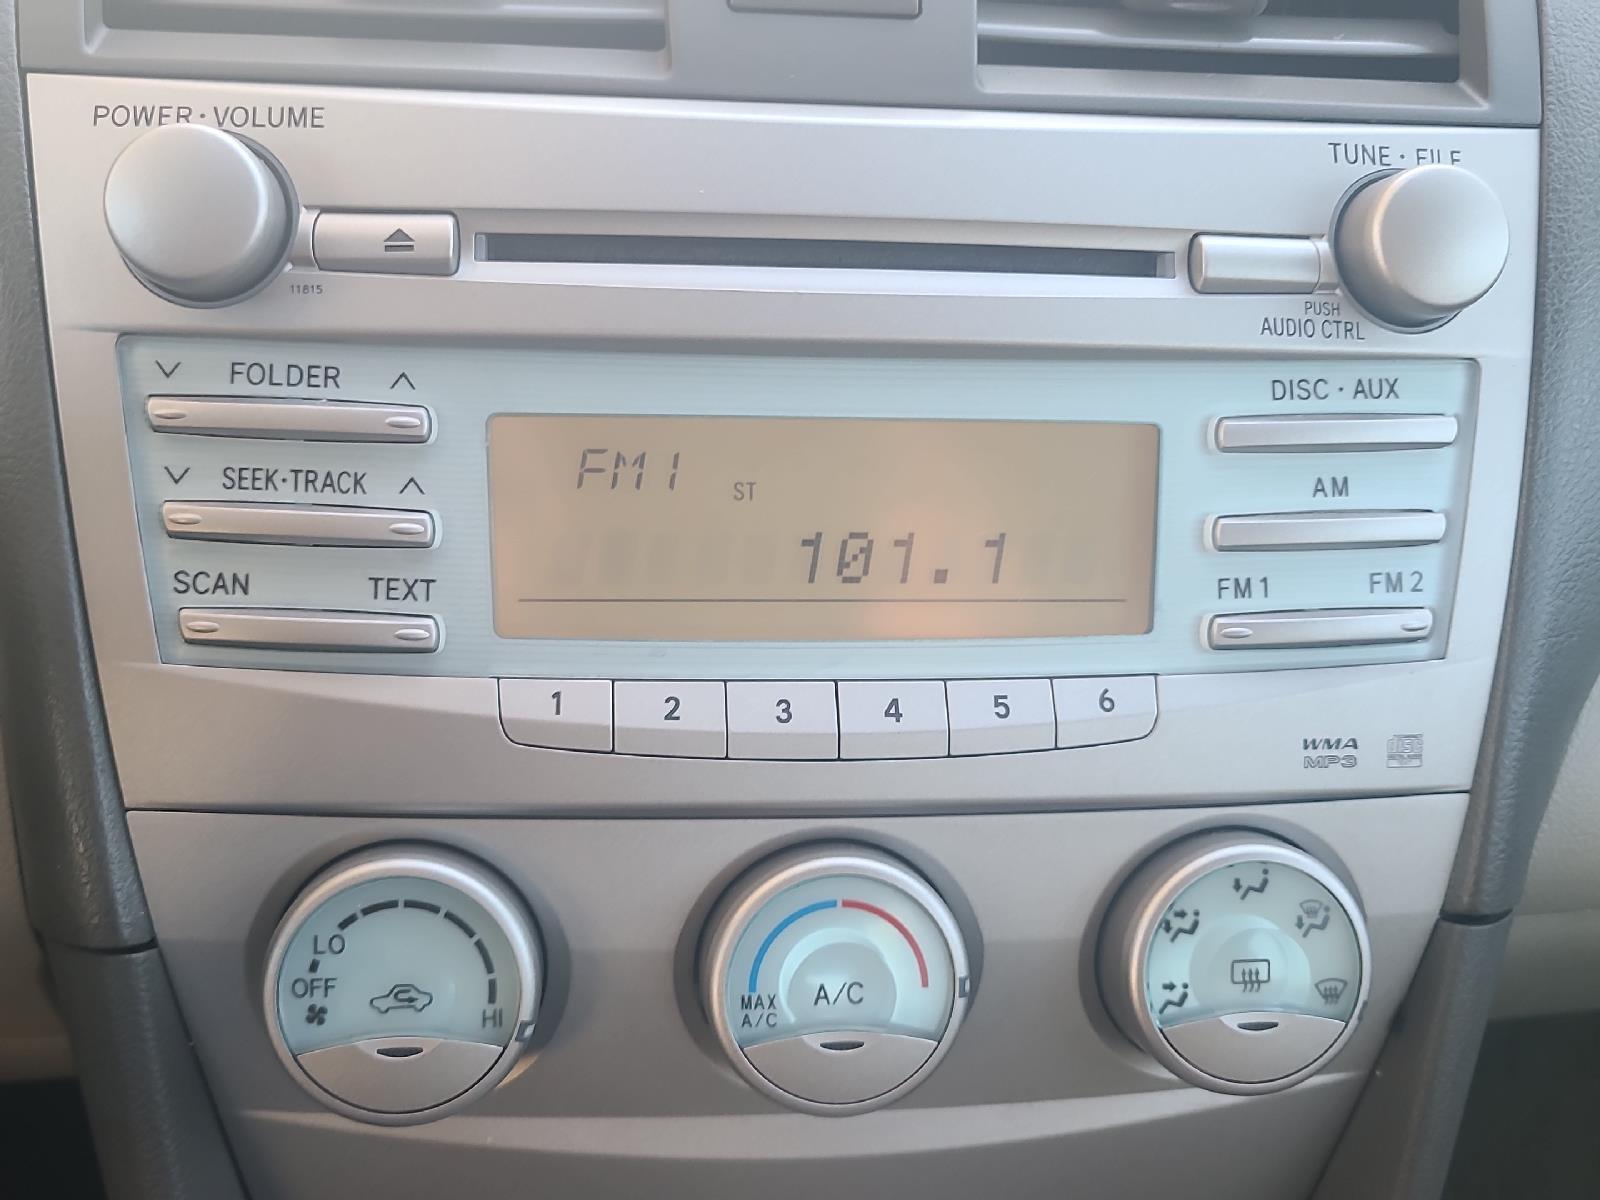 POWER · VOLUME
TUNE · FILE
11815
PUSH
AUDIO CTRL
FOLDER
DISC · AUX
SEEK·TRACK
AM
SCAN
TEXT
FM1
FM2
FM1
ST
101.1
1 2 3 4 5 6
WMA
MP3
disc
LO
OFF
HI
MAX
A/C
A/C